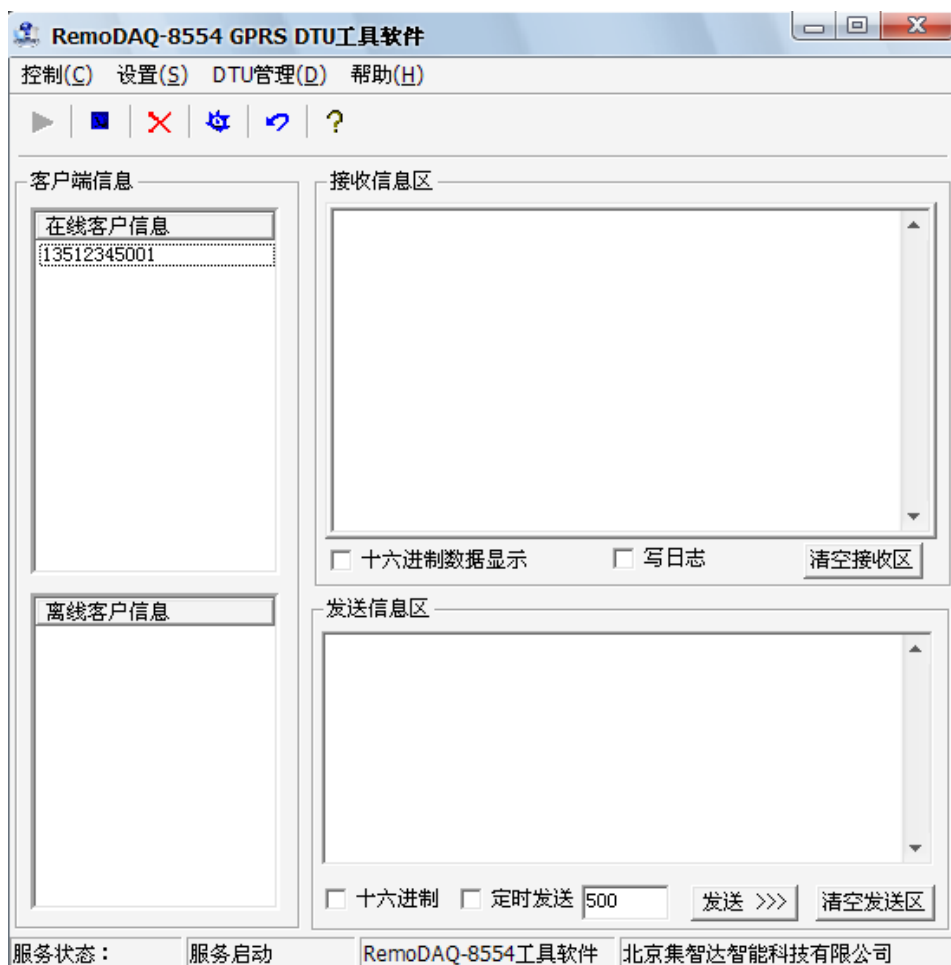 RemoDAQ-8554 GPRS DTU工具软件
控制(C) 设置(S) DTU管理(D) 帮助(H)
客户端信息
在线客户信息
13512345001
离线客户信息
接收信息区
十六进制数据显示 写日志 清空接收区
发送信息区
十六进制 定时发送 500 发送 >>> 清空发送区
服务状态： 服务启动 RemoDAQ-8554工具软件 北京集智达智能科技有限公司